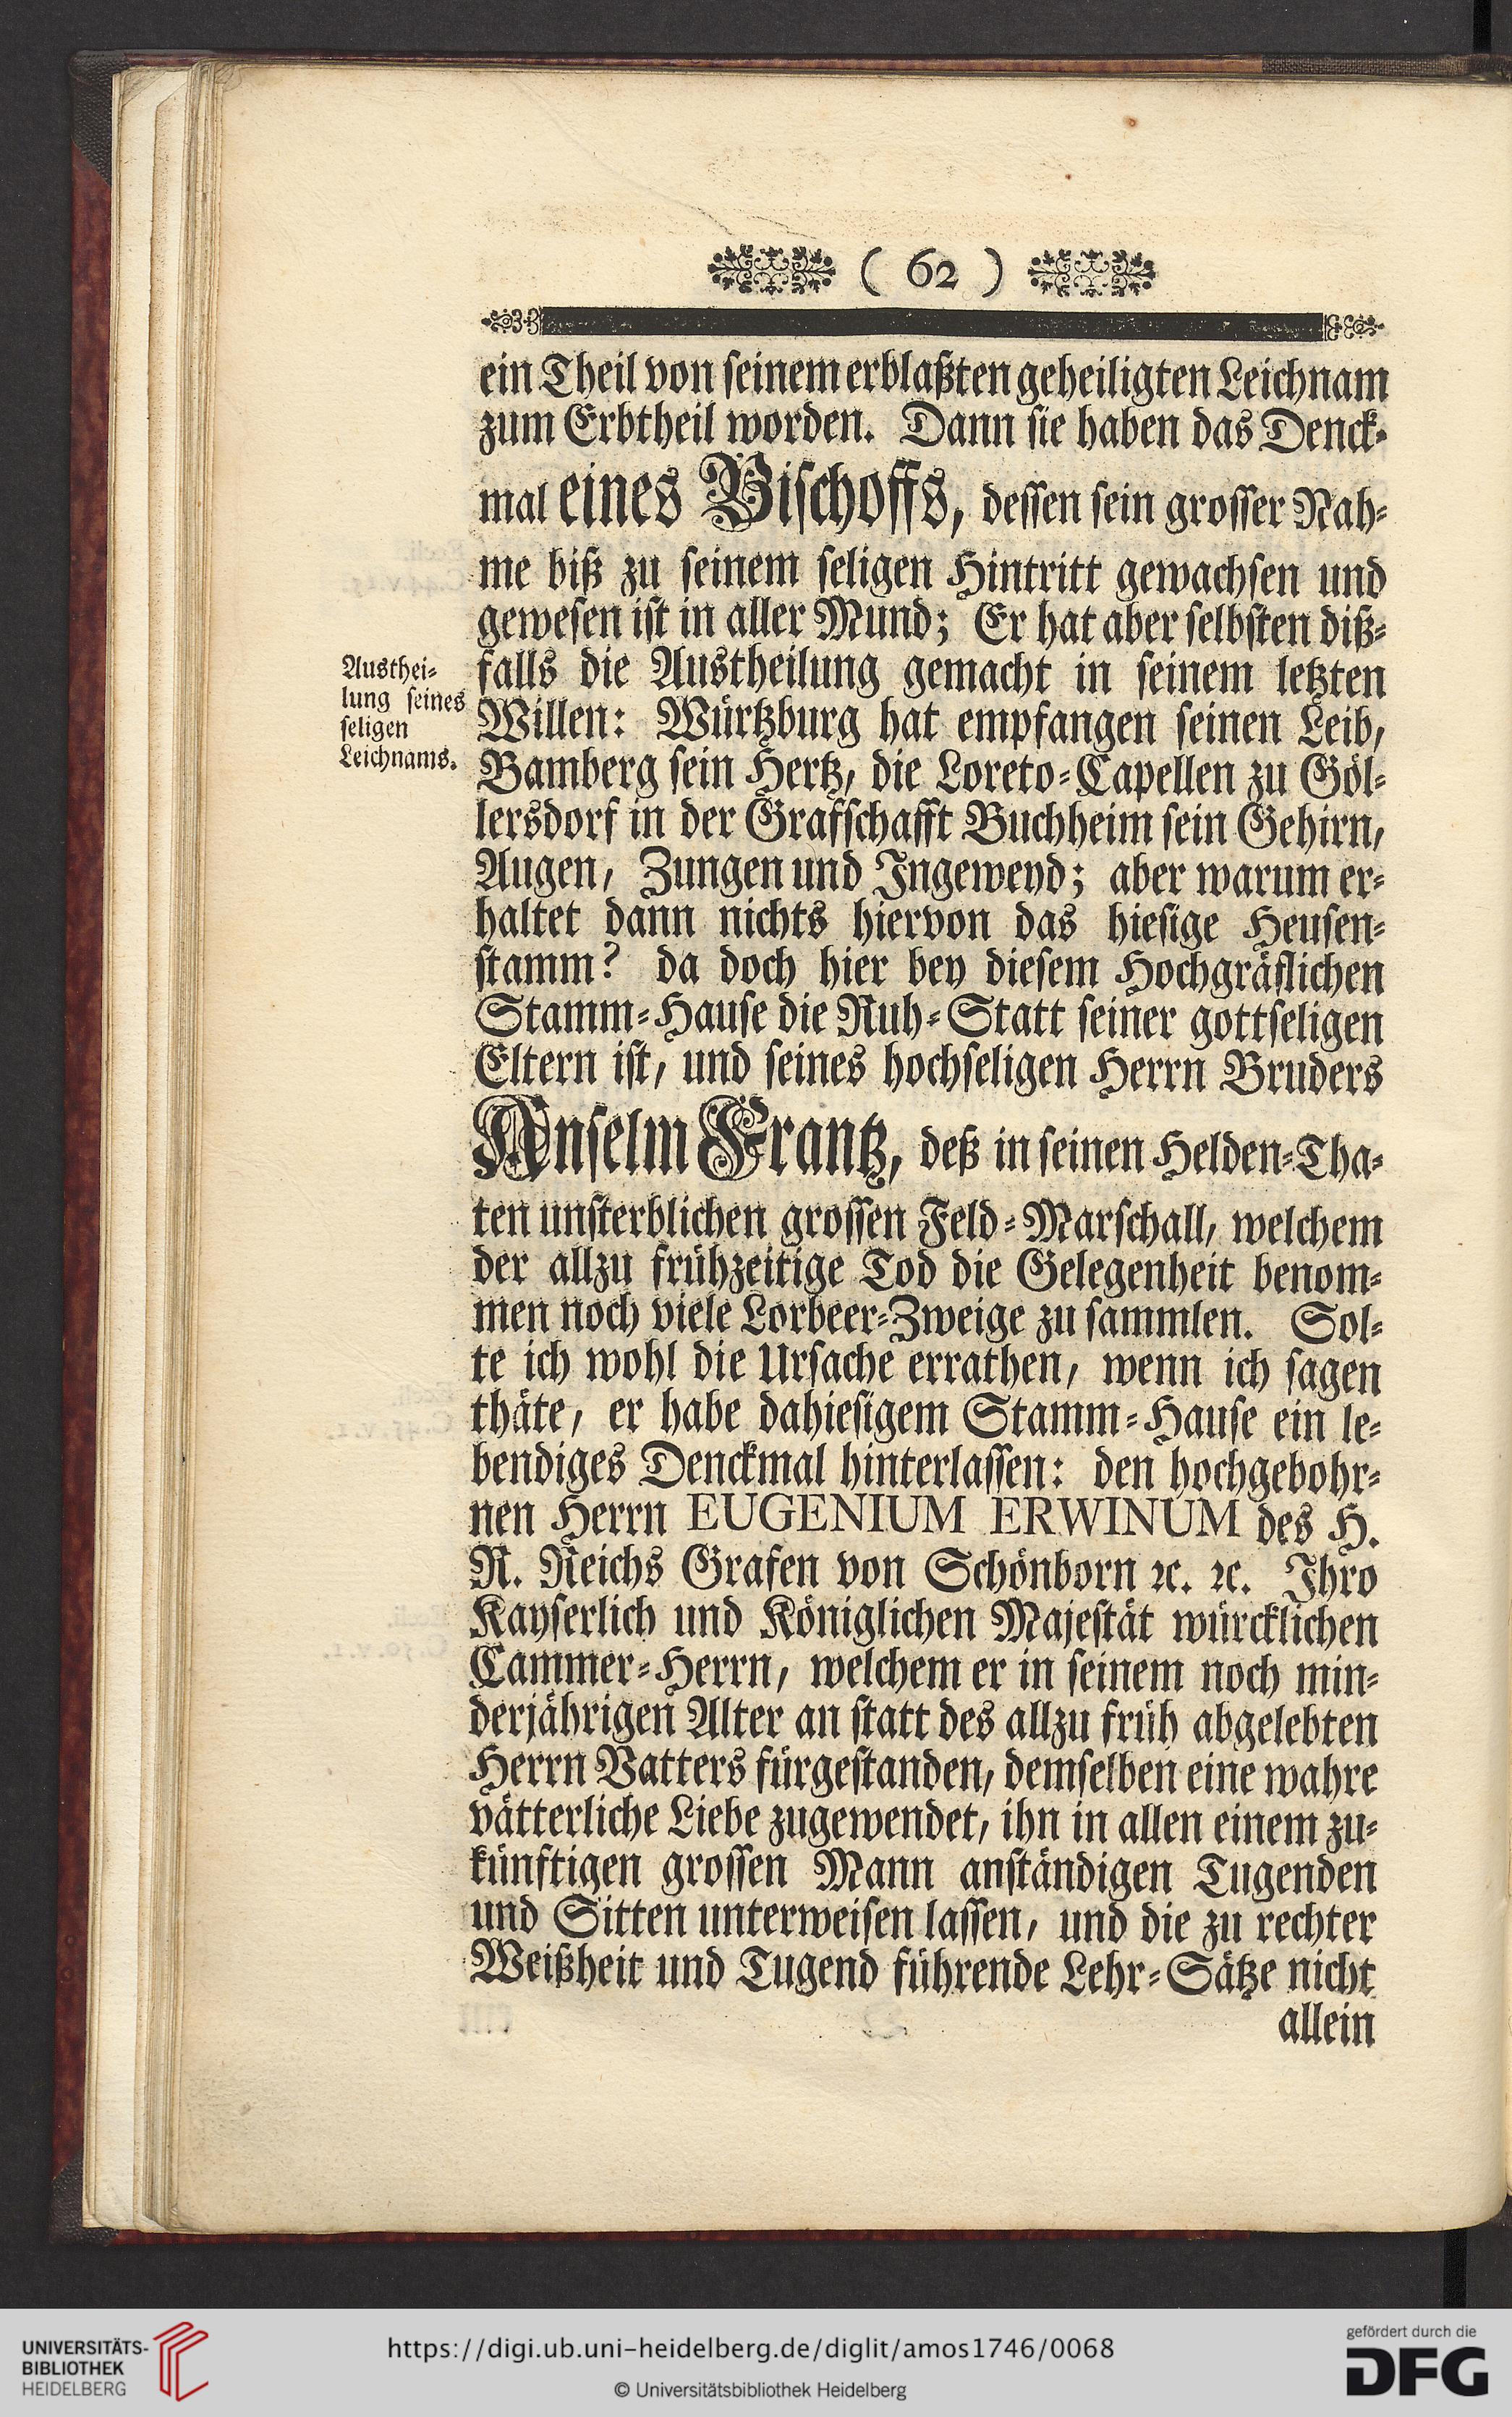 ( 62 )
ein Theil von seinem erblaßten geheiligten Leichnam
zum Erbtheil worden. Dann sie haben das Denck-
mal eines Bischoffs, dessen sein grosser Nah-
me biß zu seinem seligen Hintritt gewachsen und
gewesen ist in aller Mund; Er hat aber selbsten diß-
falls die Austheilung gemacht in seinem letzten
Willen: Würtzburg hat empfangen seinen Leib,
Bamberg sein Hertz, die Loreto-Capellen zu Göl-
lersdorf in der Grafschafft Buchheim sein Gehirn,
Augen, Zungen und Ingeweyd; aber warum er-
haltet dann nichts hiervon das hiesige Heusen-
stamm? da doch hier bey diesem Hochgräflichen
Stamm-Hause die Ruh-Statt seiner gottseligen
Eltern ist, und seines hochseligen Herrn Bruders
Anselm Frantz, deß in seinen Helden-Tha-
ten unsterblichen grossen Feld-Marschall, welchem
der allzu frühzeitige Tod die Gelegenheit benom-
men noch viele Lorbeer-Zweige zu sammlen. Sol-
te ich wohl die Ursache errathen, wenn ich sagen
thäte, er habe dahiesigem Stamm-Hause ein le-
bendiges Denckmal hinterlassen: den hochgebohr-
nen Herrn EUGENIUM ERWINUM des H.
R. Reichs Grafen von Schönborn ꝛc. ꝛc. Ihro
Kayserlich und Königlichen Majestät würcklichen
Cammer-Herrn, welchem er in seinem noch min-
derjährigen Alter an statt des allzu früh abgelebten
Herrn Vatters fürgestanden, demselben eine wahre
vätterliche Liebe zugewendet, ihn in allen einem zu-
künftigen grossen Mann anständigen Tugenden
und Sitten unterweisen lassen, und die zu rechter
Weißheit und Tugend führende Lehr-Sätze nicht
allein
Austhei-
lung seines
seligen
Leichnams.
UNIVERSITÄTS-
BIBLIOTHEK
HEIDELBERG
https://digi.ub.uni-heidelberg.de/diglit/amos1746/0068
© Universitätsbibliothek Heidelberg
gefördert durch die
DFG